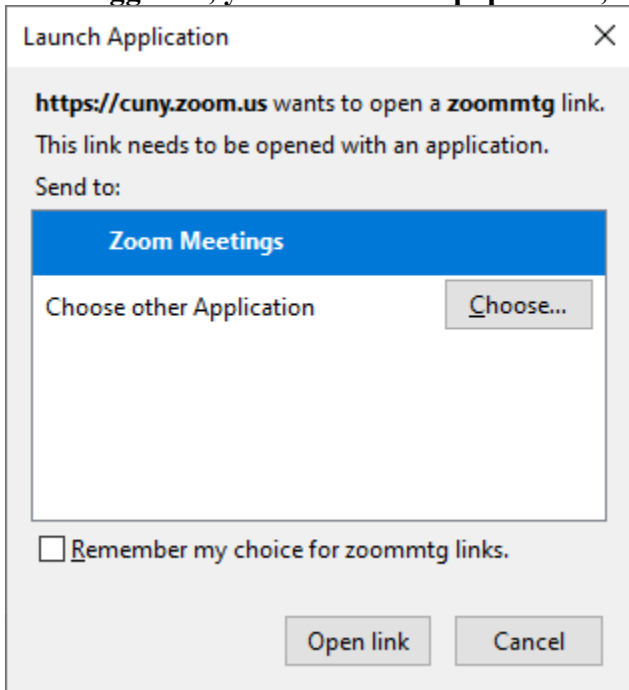 Launch Application
https://cuny.zoom.us wants to open a zoommtg link.
This link needs to be opened with an application.
Send to:
Zoom Meetings
Choose other Application
Choose...
Remember my choice for zoommtg links.
Open link
Cancel